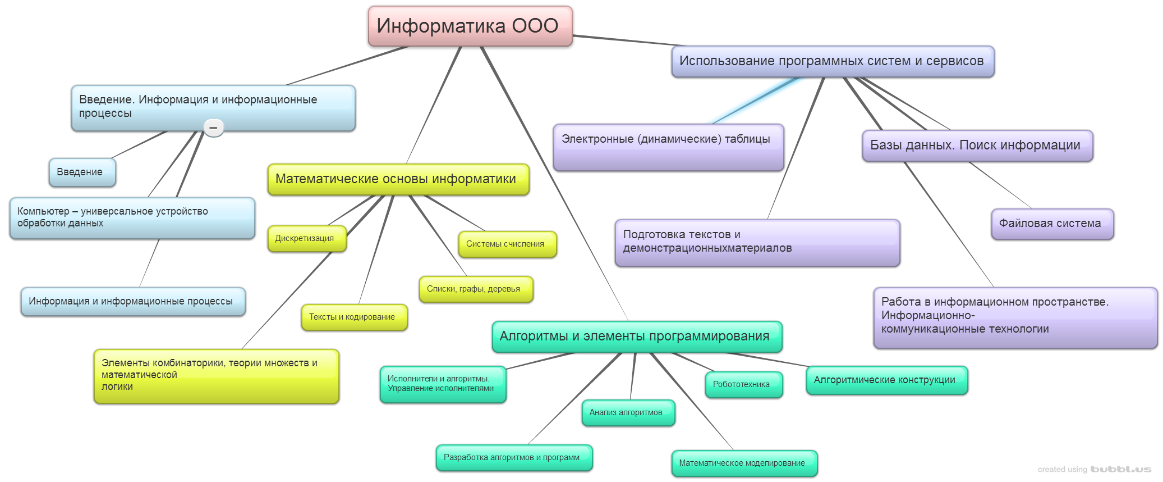 Информатика ООО
Использование программных систем и сервисов
Введение. Информация и информационные
процессы
–
Введение
Компьютер – универсальное устройство
обработки данных
Информация и информационные процессы
Математические основы информатики
Дискретизация
Системы счисления
Списки, графы, деревья
Тексты и кодирование
Элементы комбинаторики, теории множеств и
математической
логики
Электронные (динамические) таблицы
Базы данных. Поиск информации
Подготовка текстов и
демонстрационныхматериалов
Файловая система
Работа в информационном пространстве.
Информационно-
коммуникационные технологии
Алгоритмы и элементы программирования
Исполнители и алгоритмы.
Управление исполнителями
Анализ алгоритмов
Робототехника
Алгоритмические конструкции
Разработка алгоритмов и программ
Математическое моделирование
created using bubbl.us